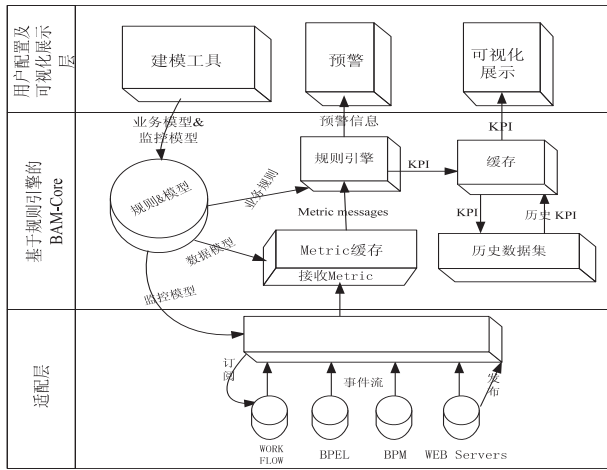 用户配置及
可视化展示
层
建模工具
预警
可视化
展示
业务模型&
监控模型
预警信息
KPI
基于规则引擎的
BAM-Core
规则&模型
业务规则
规则引擎
KPI
缓存
Metric messages
KPI
历史 KPI
数据模型
Metric缓存
接收Metric
历史数据集
监控模型
适配层
订阅
事件流
发布
WORK
FLOW
BPEL
BPM
WEB Servers